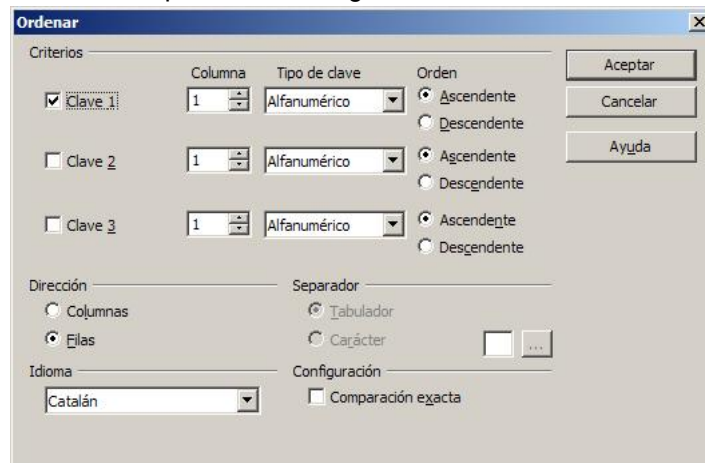 Ordenar
Criterios
Columna Tipo de clave Orden
Clave 1 1 Alfanumérico Ascendente
Descendente
Clave 2 1 Alfanumérico Ascendente
Descendente
Clave 3 1 Alfanumérico Ascendente
Descendente
Aceptar
Cancelar
Ayuda
Dirección
Columnas
Filas
Separador
Tabulador
Carácter ...
Idioma
Catalán
Configuración
Comparación exacta